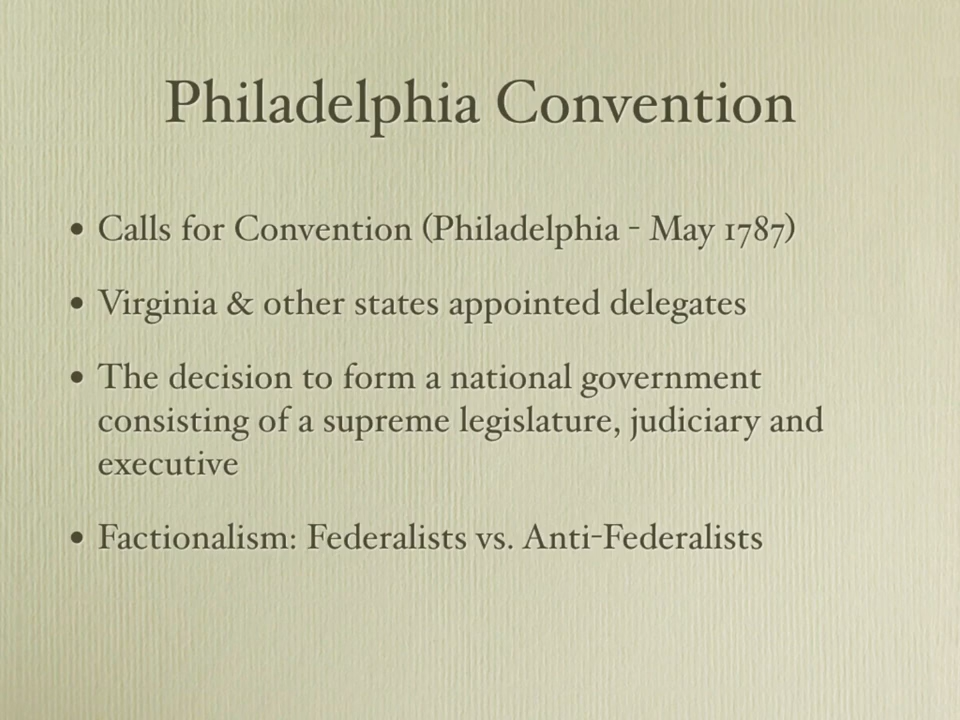 Philadelphia Convention
• Calls for Convention (Philadelphia - May 1787)
• Virginia & other states appointed delegates
• The decision to form a national government
consisting of a supreme legislature, judiciary and
executive
• Factionalism: Federalists vs. Anti-Federalists